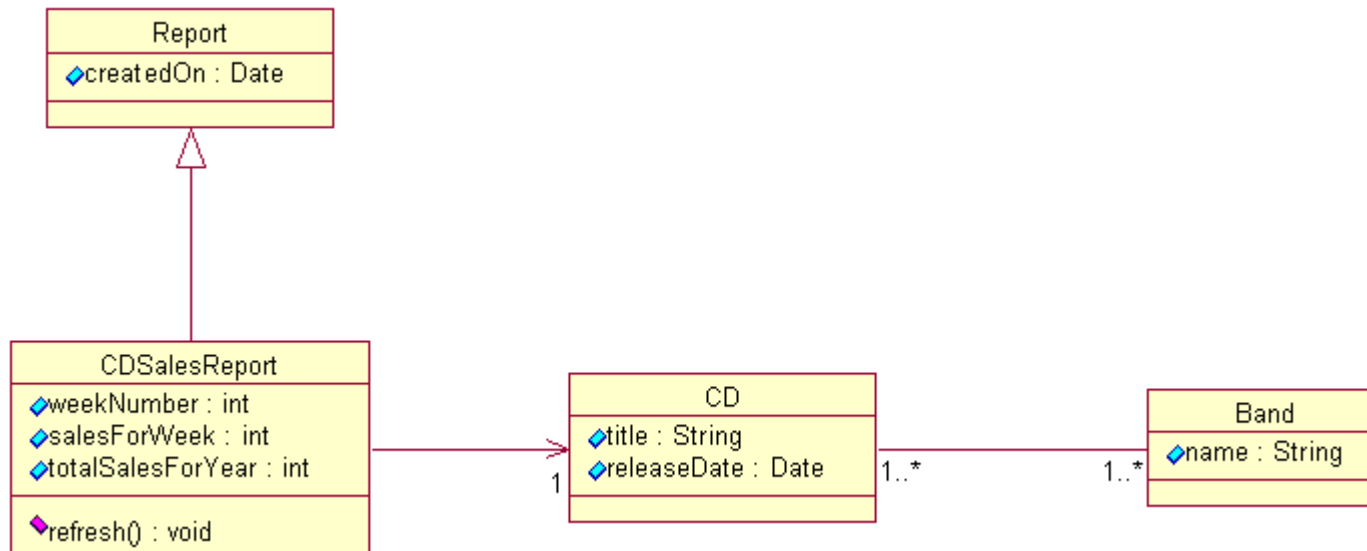 Report
createdOn : Date
CDSalesReport
weekNumber : int
salesForWeek : int
totalSalesForYear : int
refresh() : void
1
CD
title : String
releaseDate : Date
1..*
1..*
Band
name : String